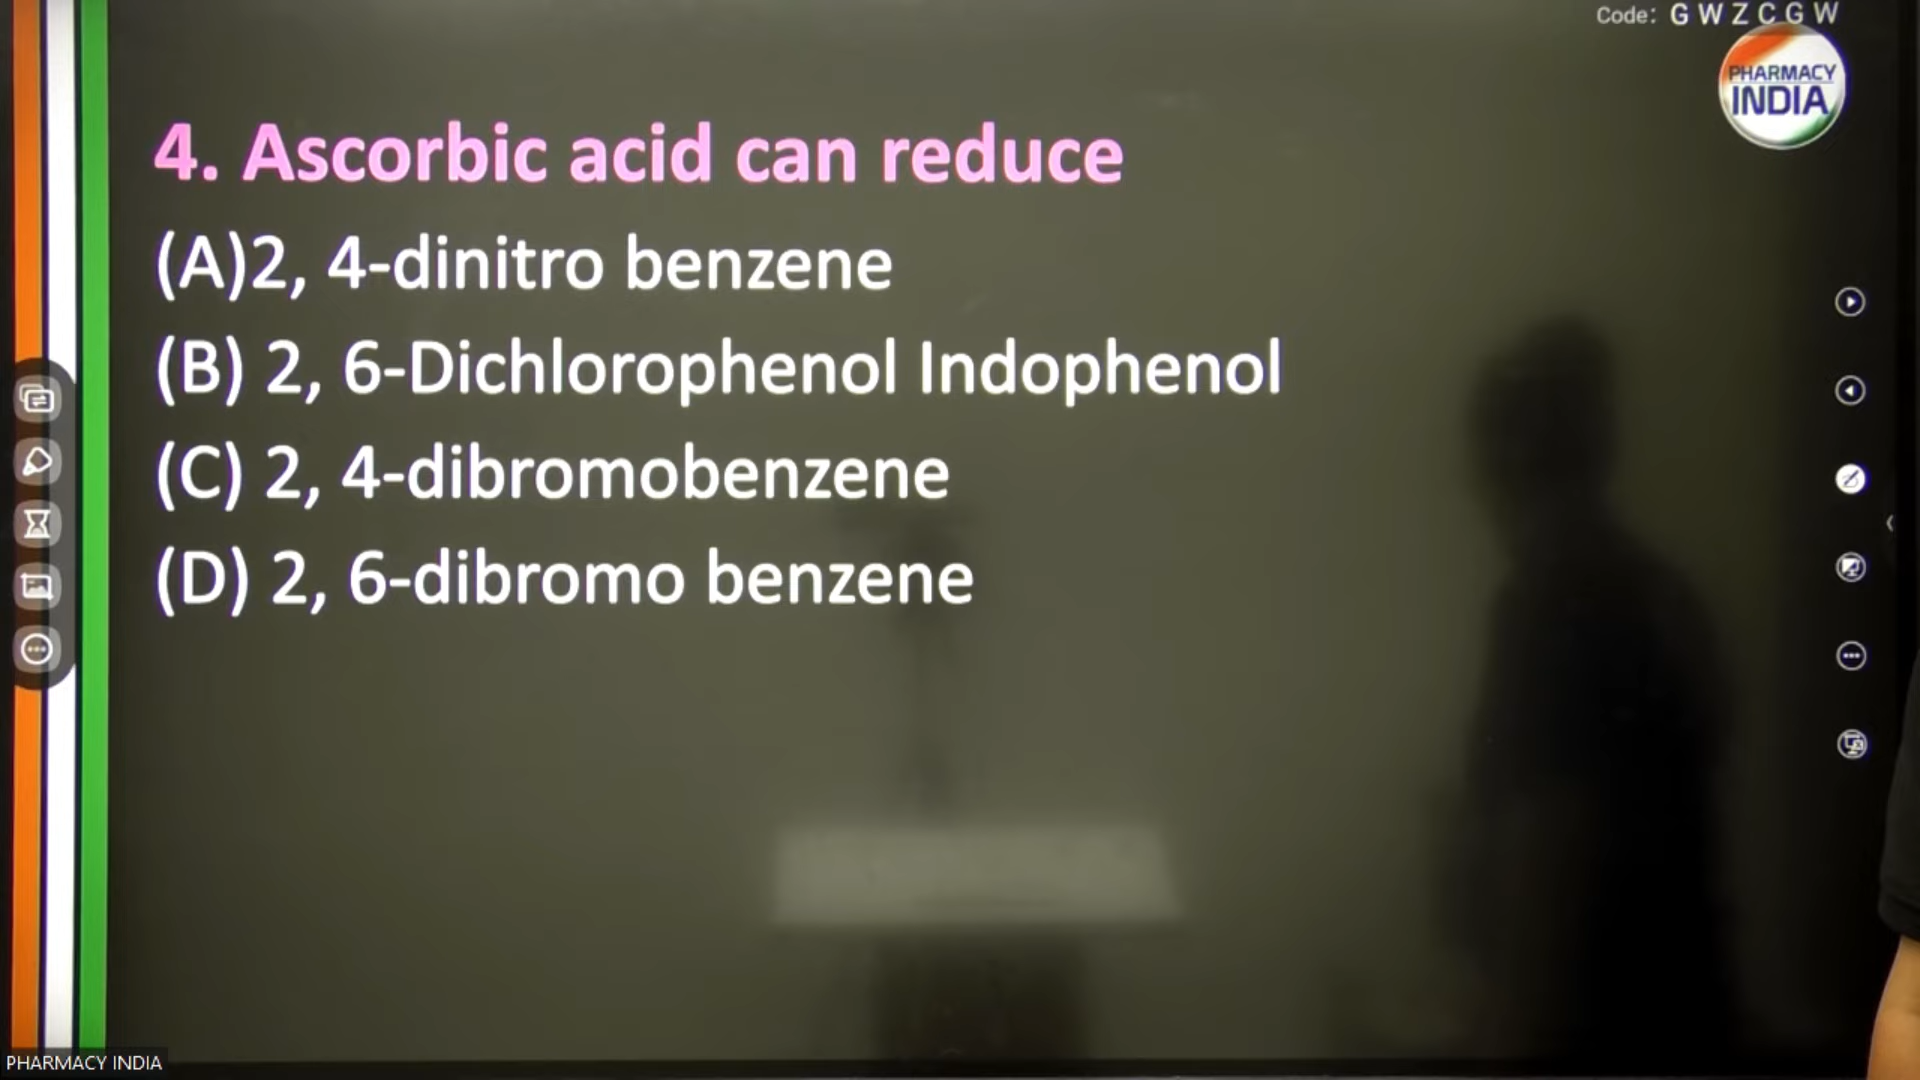 Code: G W Z C G W
PHARMACY
INDIA
4. Ascorbic acid can reduce
(A)2, 4-dinitro benzene
(B) 2, 6-Dichlorophenol Indophenol
(C) 2, 4-dibromobenzene
(D) 2, 6-dibromo benzene
PHARMACY INDIA